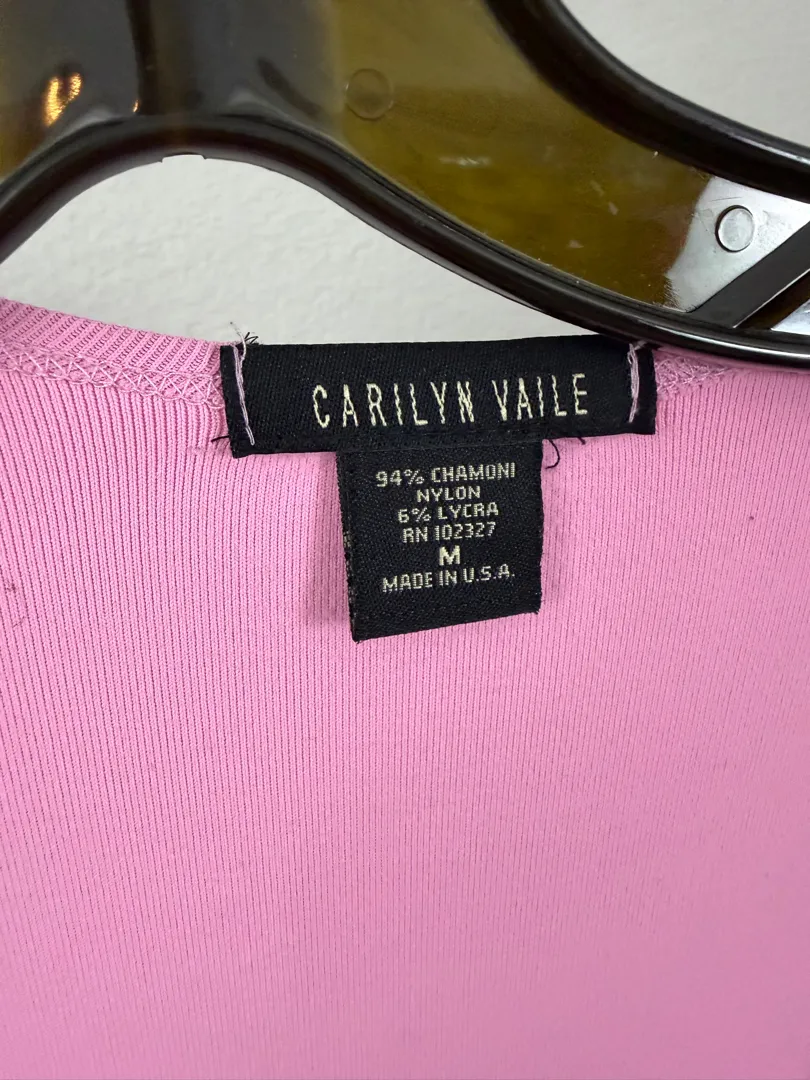 CARILYN VAILE
94% CHAMONI
NYLON
6% LYCRA
RN 102327
M
MADE IN U.S.A.